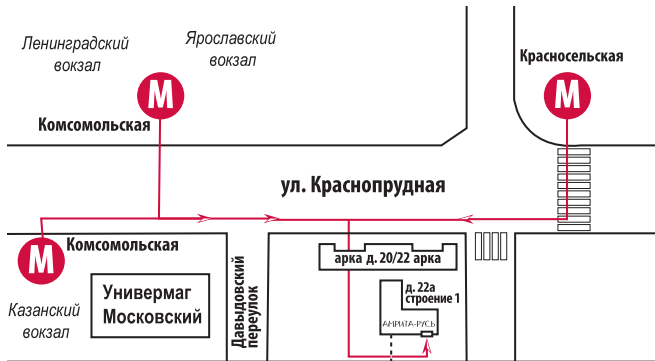 Ленинградский
вокзал
Ярославский
вокзал
М
Комсомольская
Красносельская
М
ул. Краснопрудная
Комсомольская
М
Казанский
вокзал
Универмаг
Московский
Давыдовский
переулок
арка д. 20/22 арка
д. 22а
строение 1
АМРИТА-РУСЬ